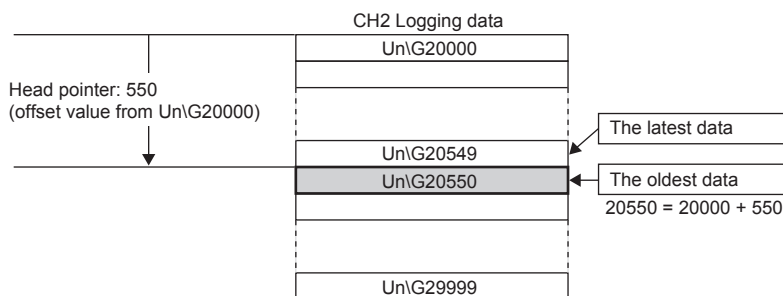 CH2 Logging data
Un\G20000
Head pointer: 550
(offset value from Un\G20000)
The latest data
Un\G20549
Un\G20550
The oldest data
20550 = 20000 + 550
Un\G29999